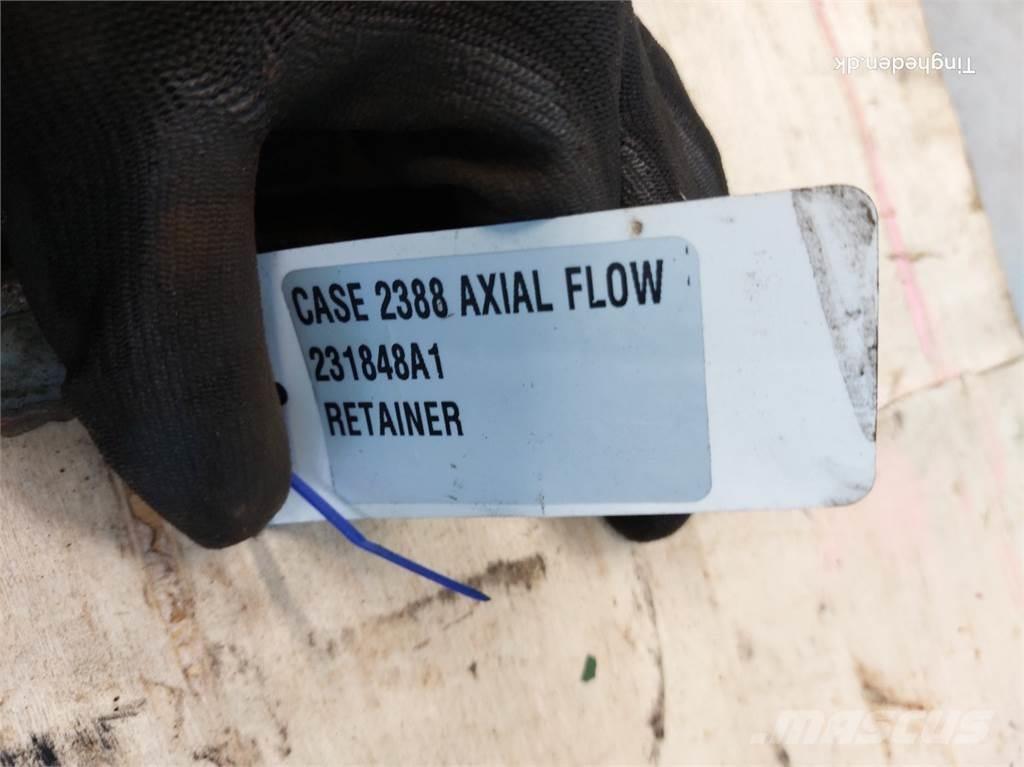 Tingheden.dk
CASE 2388 AXIAL FLOW
231848A1
RETAINER
MASCUS